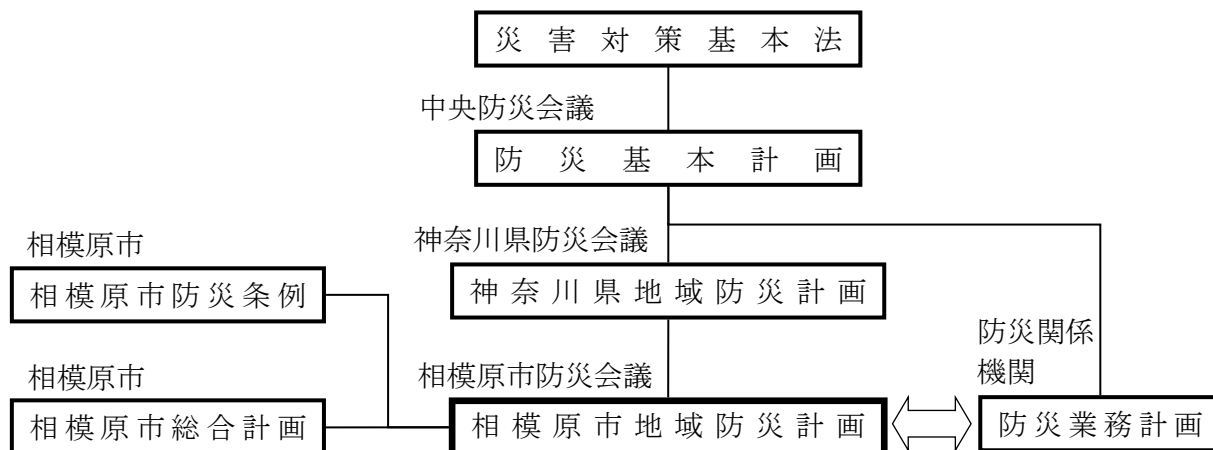 災害対策基本法
中央防災会議
防災基本計画
相模原市
神奈川県防災会議
相模原市防災条例
神奈川県地域防災計画
防災関係
機関
相模原市
相模原市防災会議
相模原市総合計画
相模原市地域防災計画
防災業務計画